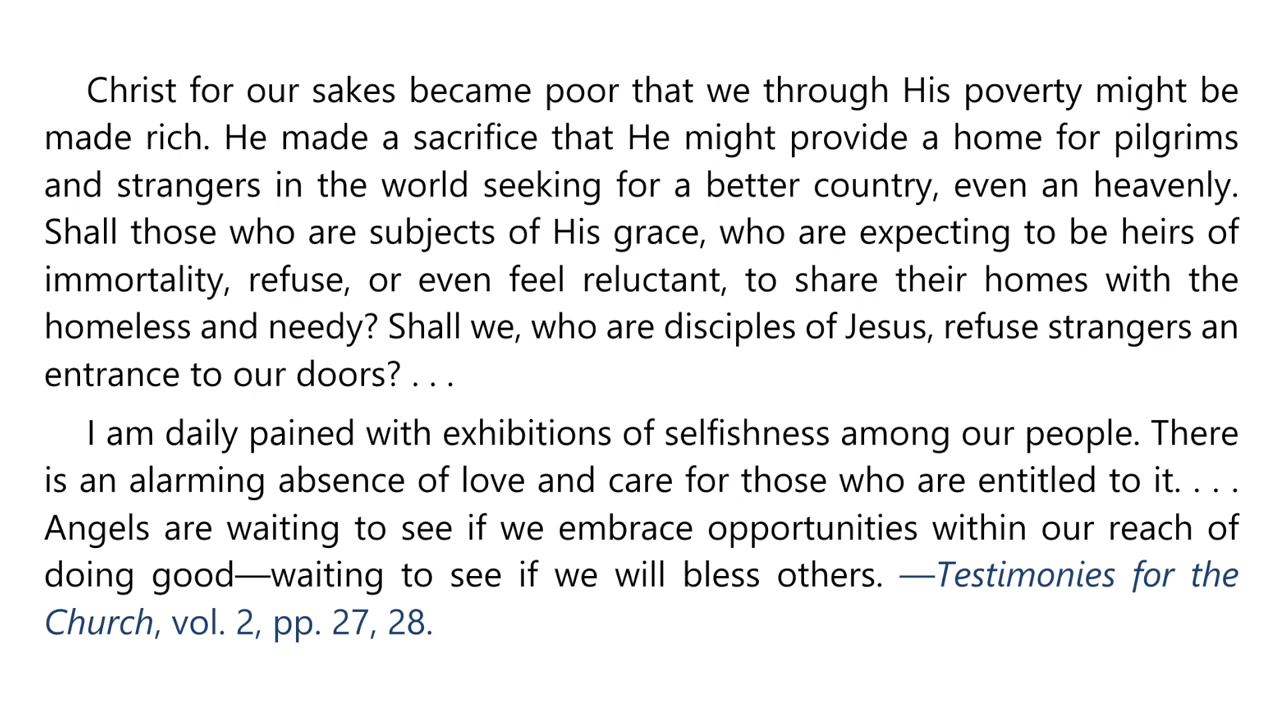 Christ for our sakes became poor that we through His poverty might be
made rich. He made a sacrifice that He might provide a home for pilgrims
and strangers in the world seeking for a better country, even an heavenly.
Shall those who are subjects of His grace, who are expecting to be heirs of
immortality, refuse, or even feel reluctant, to share their homes with the
homeless and needy? Shall we, who are disciples of Jesus, refuse strangers an
entrance to our doors? . . .
I am daily pained with exhibitions of selfishness among our people. There
is an alarming absence of love and care for those who are entitled to it. . . .
Angels are waiting to see if we embrace opportunities within our reach of
doing good—waiting to see if we will bless others. —Testimonies for the
Church, vol. 2, pp. 27, 28.